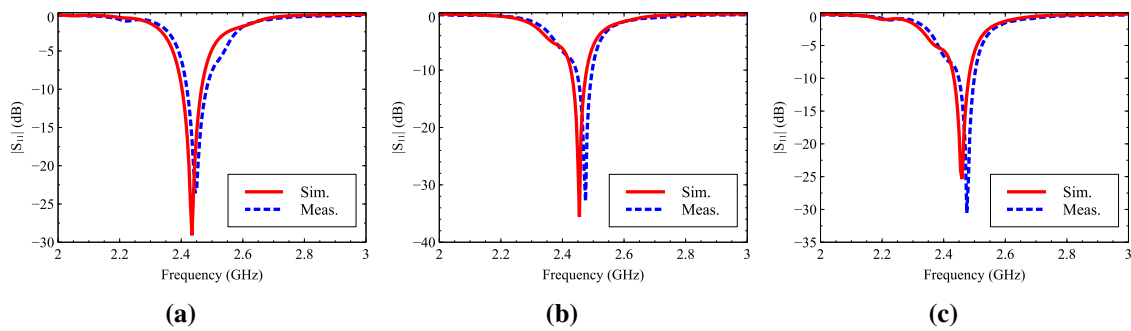 0
−5
−10
−15
−20
−25
−30
|S11| (dB)
Sim.
Meas.
2 2.2 2.4 2.6 2.8 3
Frequency (GHz)
(a)
0
−10
−20
−30
−40
|S11| (dB)
Sim.
Meas.
2 2.2 2.4 2.6 2.8 3
Frequency (GHz)
(b)
0
−5
−10
−15
−20
−25
−30
−35
|S11| (dB)
Sim.
Meas.
2 2.2 2.4 2.6 2.8 3
Frequency (GHz)
(c)